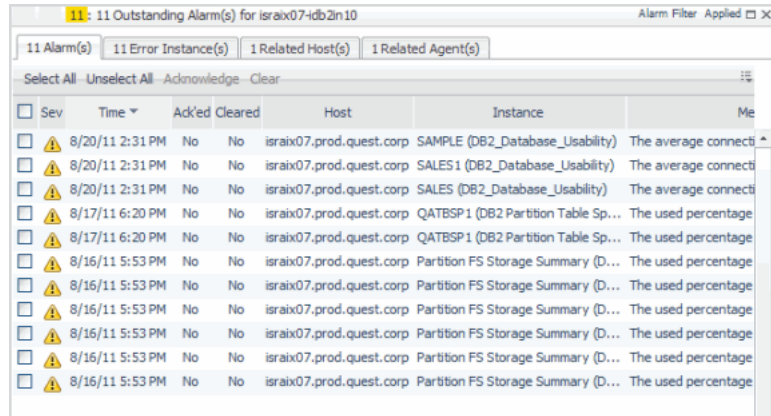 11 : 11 Outstanding Alarm(s) for israix07-idb2in10 Alarm Filter Applied
11 Alarm(s) 11 Error Instance(s) 1 Related Host(s) 1 Related Agent(s)
Select All Unselect All Acknowledge Clear
Sev Time Ack'ed Cleared Host Instance Me
8/20/11 2:31 PM No No israix07.prod.quest.corp SAMPLE (DB2_Database_Usability) The average connecti
8/20/11 2:31 PM No No israix07.prod.quest.corp SALES1 (DB2_Database_Usability) The average connecti
8/20/11 2:31 PM No No israix07.prod.quest.corp SALES (DB2_Database_Usability) The average connecti
8/17/11 6:20 PM No No israix07.prod.quest.corp QATBSP1 (DB2 Partition Table Sp... The used percentage
8/17/11 6:20 PM No No israix07.prod.quest.corp QATBSP1 (DB2 Partition Table Sp... The used percentage
8/16/11 5:53 PM No No israix07.prod.quest.corp Partition FS Storage Summary (D... The used percentage
8/16/11 5:53 PM No No israix07.prod.quest.corp Partition FS Storage Summary (D... The used percentage
8/16/11 5:53 PM No No israix07.prod.quest.corp Partition FS Storage Summary (D... The used percentage
8/16/11 5:53 PM No No israix07.prod.quest.corp Partition FS Storage Summary (D... The used percentage
8/16/11 5:53 PM No No israix07.prod.quest.corp Partition FS Storage Summary (D... The used percentage
8/16/11 5:53 PM No No israix07.prod.quest.corp Partition FS Storage Summary (D... The used percentage